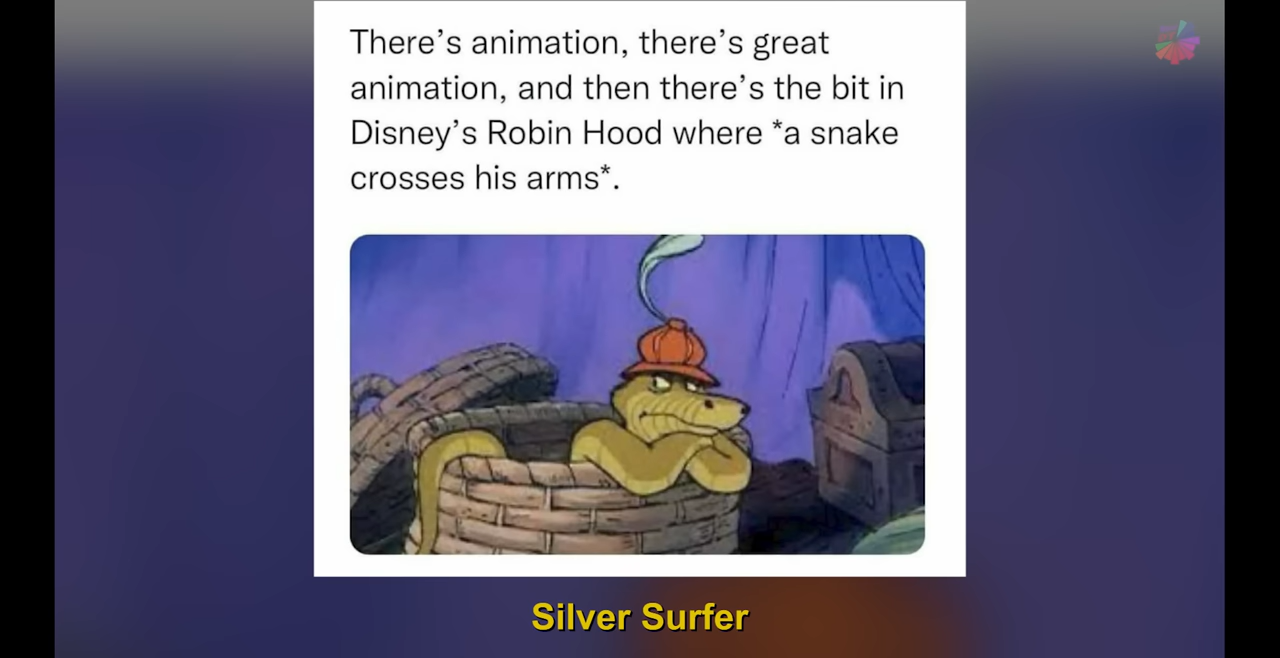 There’s animation, there’s great
animation, and then there’s the bit in
Disney’s Robin Hood where *a snake
crosses his arms*.
Silver Surfer